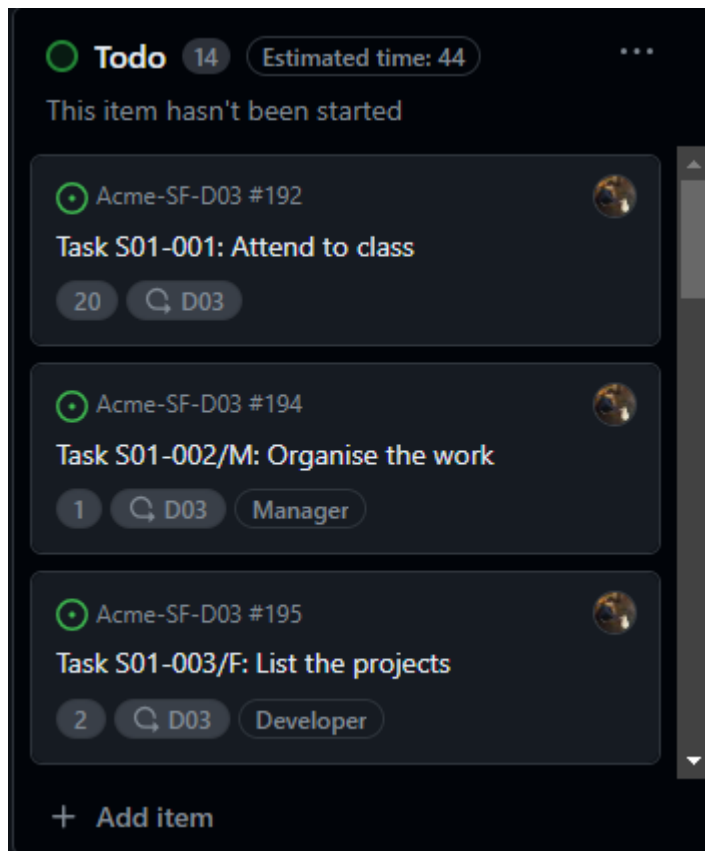 Todo 14 Estimated time: 44
This item hasn't been started
Acme-SF-D03 #192
Task S01-001: Attend to class
20 D03
Acme-SF-D03 #194
Task S01-002/M: Organise the work
1 D03 Manager
Acme-SF-D03 #195
Task S01-003/F: List the projects
2 D03 Developer
+ Add item